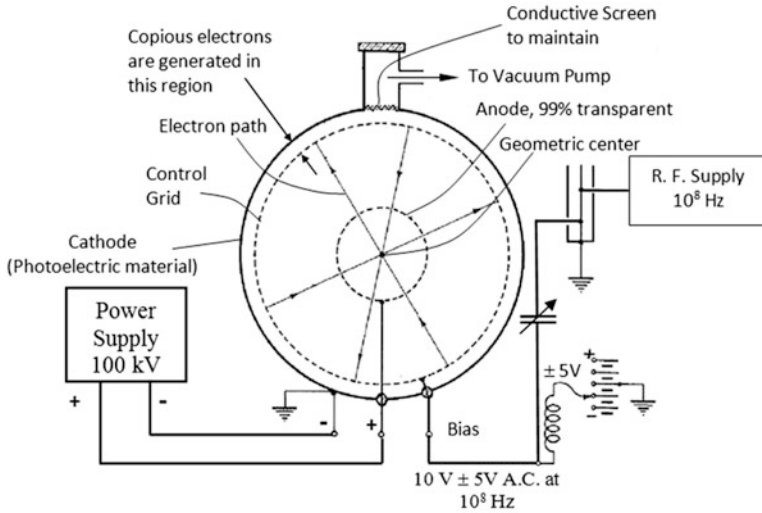 Conductive Screen
to maintain
Copious electrons
are generated in
this region
To Vacuum Pump
Anode, 99% transparent
Electron path
Geometric center
Control
Grid
R. F. Supply
10⁸ Hz
Cathode
(Photoelectric material)
Power
Supply
100 kV
+
-
-
+
Bias
± 5V
+
-
10 V ± 5V A.C. at
10⁸ Hz